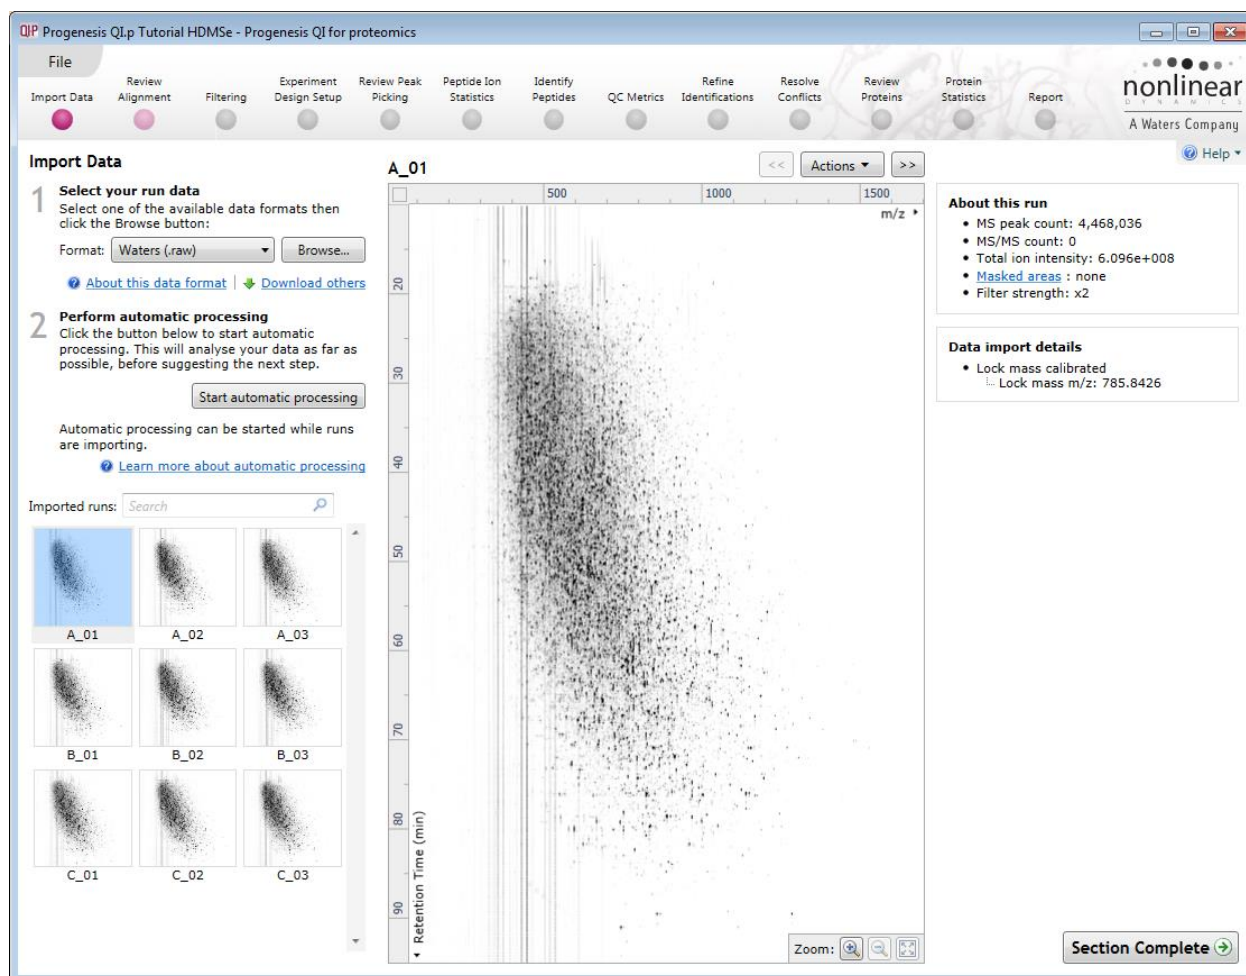 QIP Progenesis QI.p Tutorial HDMSe - Progenesis QI for proteomics
File
Import Data
Review
Alignment
Filtering
Experiment
Design Setup
Review Peak
Picking
Peptide Ion
Statistics
Identify
Peptides
QC Metrics
Refine
Identifications
Resolve
Conflicts
Review
Proteins
Protein
Statistics
Report
nonlinear
DYNAMICS
A Waters Company
Help
Import Data
1 Select your run data
Select one of the available data formats then
click the Browse button:
Format: Waters (.raw) Browse...
About this data format | Download others
2 Perform automatic processing
Click the button below to start automatic
processing. This will analyse your data as far as
possible, before suggesting the next step.
Start automatic processing
Automatic processing can be started while runs
are importing.
Learn more about automatic processing
Imported runs: Search
A_01 A_02 A_03
B_01 B_02 B_03
C_01 C_02 C_03
A_01
<< Actions >>
500 1000 1500
m/z
20
30
40
50
60
70
80
90
Retention Time (min)
Zoom:
About this run
• MS peak count: 4,468,036
• MS/MS count: 0
• Total ion intensity: 6.096e+008
• Masked areas : none
• Filter strength: x2
Data import details
• Lock mass calibrated
Lock mass m/z: 785.8426
Section Complete